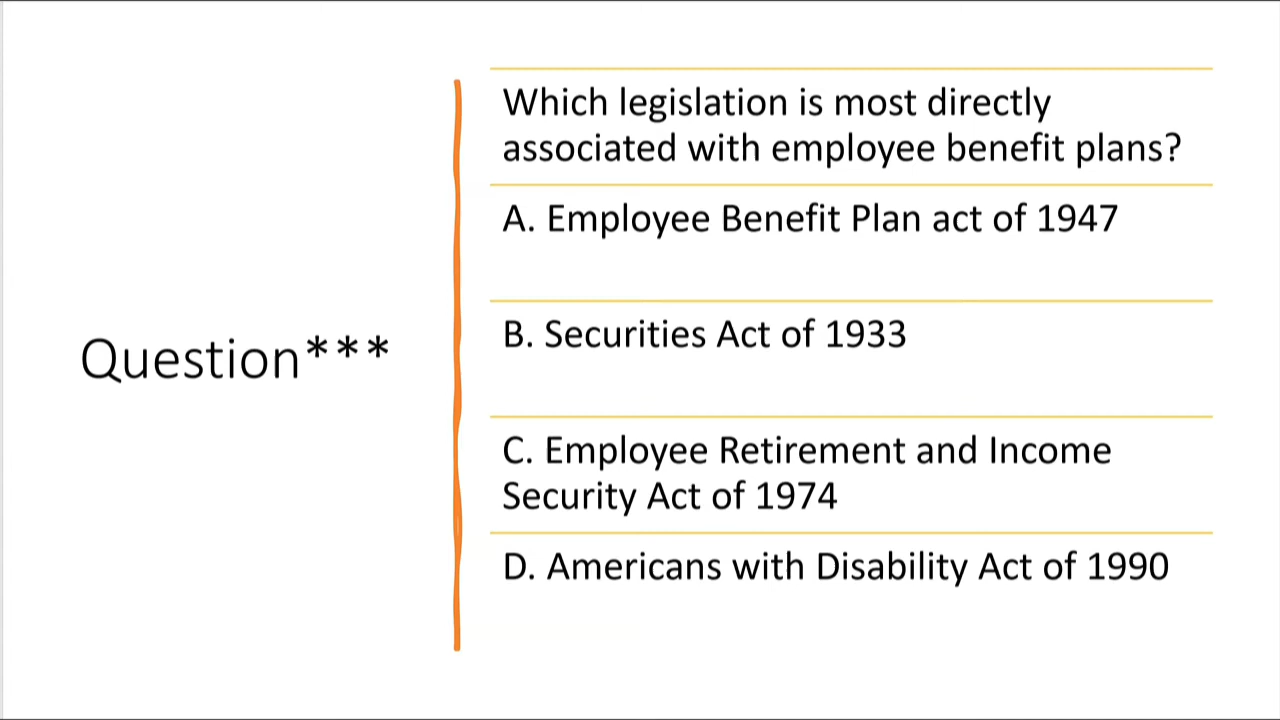 Question***
Which legislation is most directly
associated with employee benefit plans?
A. Employee Benefit Plan act of 1947
B. Securities Act of 1933
C. Employee Retirement and Income
Security Act of 1974
D. Americans with Disability Act of 1990